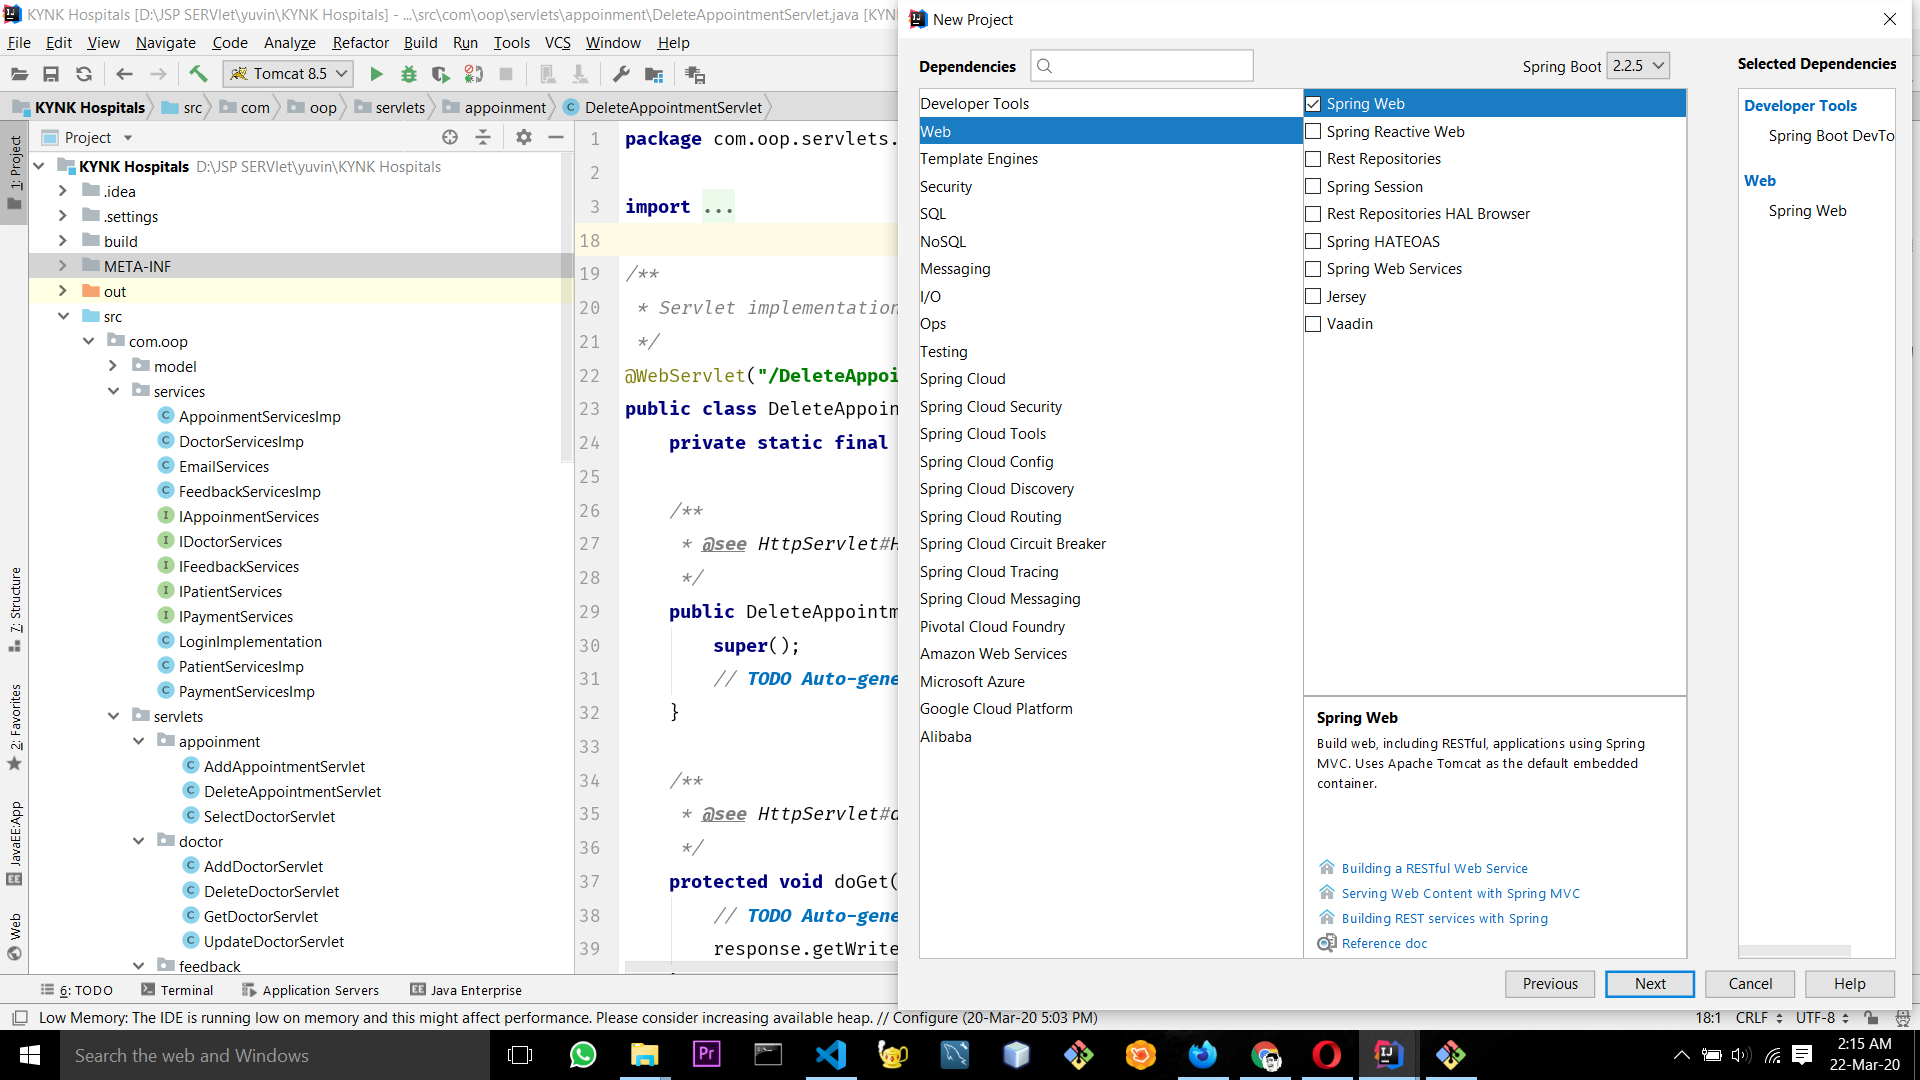 KYNK Hospitals [D:\JSP SERVlet\yuvin\KYNK Hospitals] - ...\src\com\oop\servlets\appoinment\DeleteAppointmentServlet.java [KYN
File Edit View Navigate Code Analyze Refactor Build Run Tools VCS Window Help
Tomcat 8.5
KYNK Hospitals src com oop servlets appoinment DeleteAppointmentServlet
Project
KYNK Hospitals D:\JSP SERVlet\yuvin\KYNK Hospitals
.idea
.settings
build
META-INF
out
src
com.oop
model
services
AppoinmentServicesImp
DoctorServicesImp
EmailServices
FeedbackServicesImp
IAppoinmentServices
IDoctorServices
IFeedbackServices
IPatientServices
IPaymentServices
LoginImplementation
PatientServicesImp
PaymentServicesImp
servlets
appoinment
AddAppointmentServlet
DeleteAppointmentServlet
SelectDoctorServlet
doctor
AddDoctorServlet
DeleteDoctorServlet
GetDoctorServlet
UpdateDoctorServlet
feedback
1: Project
7: Structure
2: Favorites
JavaEE:App
Web
1 package com.oop.servlets.
2
3 import ...
18
19 /**
20 * Servlet implementation
21 */
22 @WebServlet("/DeleteAppoi
23 public class DeleteAppoin
24 private static final
25
26 /**
27 * @see HttpServlet#H
28 */
29 public DeleteAppointm
30 super();
31 // TODO Auto-gene
32 }
33
34 /**
35 * @see HttpServlet#d
36 */
37 protected void doGet(
38 // TODO Auto-gene
39 response.getWrite
6: TODO Terminal Application Servers Java Enterprise
Low Memory: The IDE is running low on memory and this might affect performance. Please consider increasing available heap. // Configure (20-Mar-20 5:03 PM)
18:1 CRLF UTF-8
New Project
Dependencies
Spring Boot 2.2.5
Developer Tools
Web
Template Engines
Security
SQL
NoSQL
Messaging
I/O
Ops
Testing
Spring Cloud
Spring Cloud Security
Spring Cloud Tools
Spring Cloud Config
Spring Cloud Discovery
Spring Cloud Routing
Spring Cloud Circuit Breaker
Spring Cloud Tracing
Spring Cloud Messaging
Pivotal Cloud Foundry
Amazon Web Services
Microsoft Azure
Google Cloud Platform
Alibaba
Spring Web
Spring Reactive Web
Rest Repositories
Spring Session
Rest Repositories HAL Browser
Spring HATEOAS
Spring Web Services
Jersey
Vaadin
Spring Web
Build web, including RESTful, applications using Spring
MVC. Uses Apache Tomcat as the default embedded
container.
Building a RESTful Web Service
Serving Web Content with Spring MVC
Building REST services with Spring
Reference doc
Selected Dependencies
Developer Tools
Spring Boot DevTo
Web
Spring Web
Previous Next Cancel Help
Search the web and Windows
Pr
2:15 AM
22-Mar-20